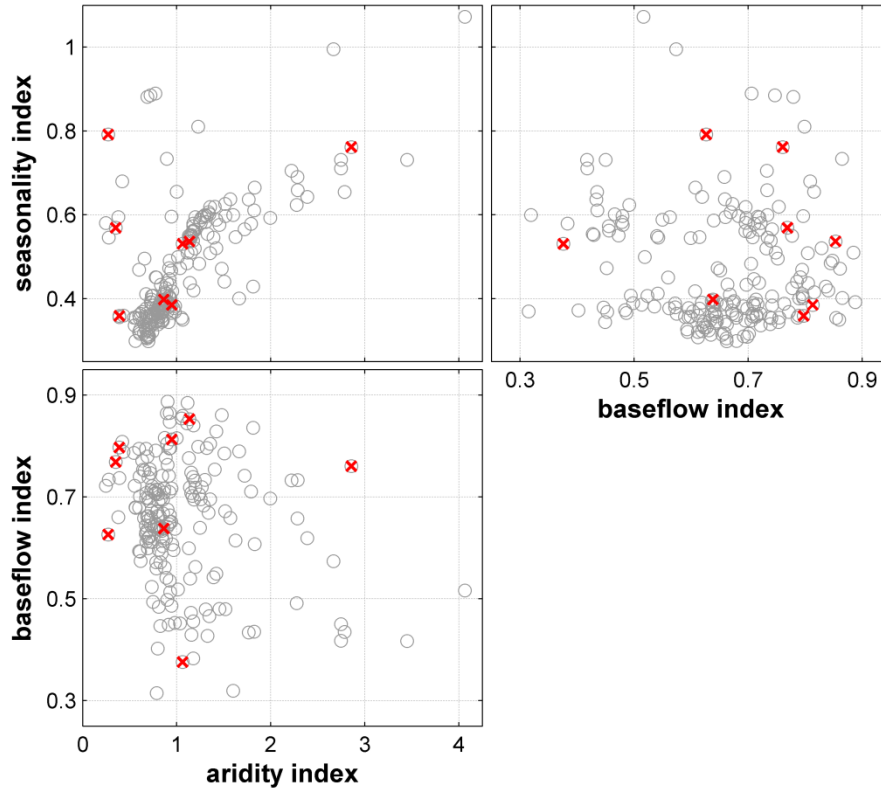 1
0.8
0.6
0.4
seasonality index
0.3 0.5 0.7 0.9
baseflow index
0.9
0.7
0.5
0.3
baseflow index
0 1 2 3 4
aridity index